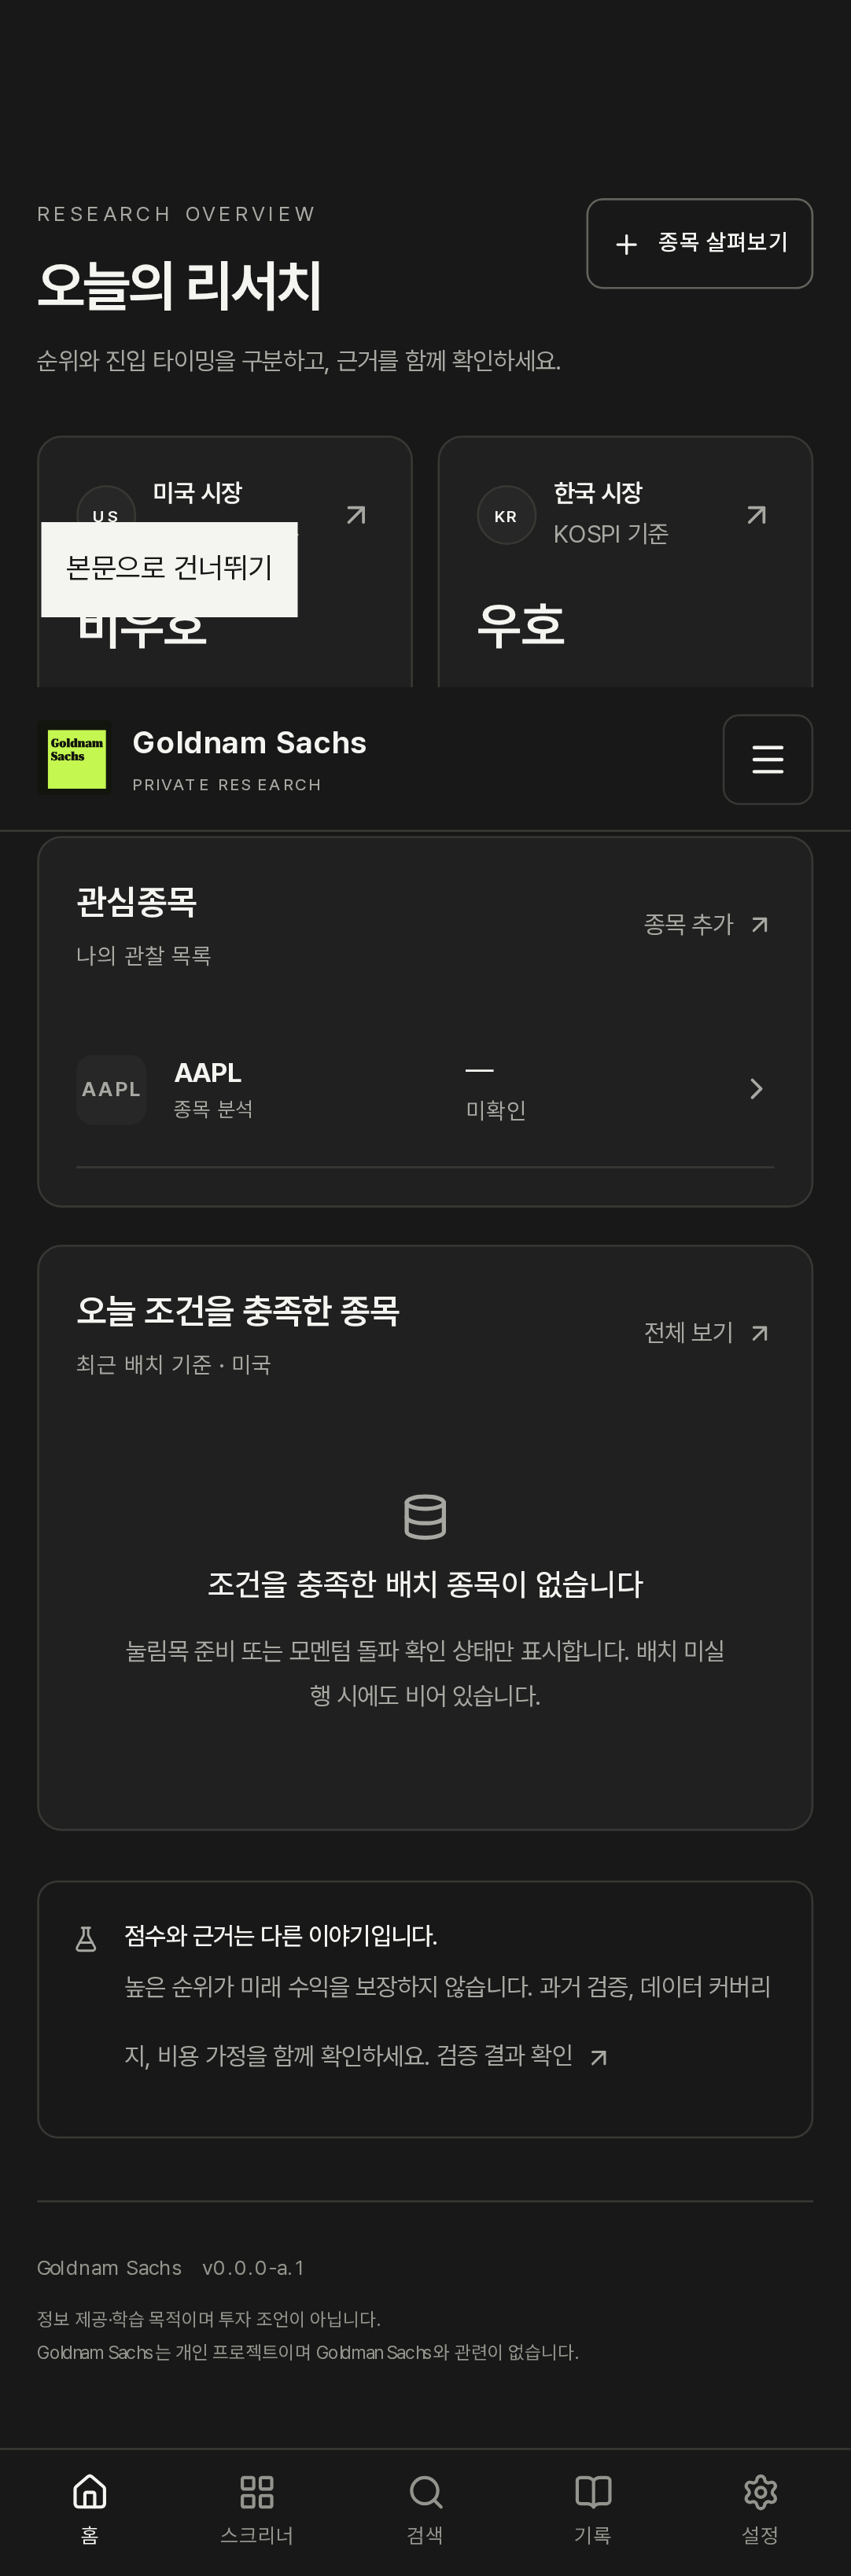 RESEARCH OVERVIEW
오늘의 리서치
순위와 진입 타이밍을 구분하고, 근거를 함께 확인하세요.
종목 살펴보기
US
미국 시장
본문으로 건너뛰기
비우호
KR
한국 시장
KOSPI 기준
우호
Goldnam
Sachs
Goldnam Sachs
PRIVATE RESEARCH
관심종목
나의 관찰 목록
종목 추가
AAPL
AAPL
종목 분석
—
미확인
오늘 조건을 충족한 종목
최근 배치 기준 · 미국
전체 보기
조건을 충족한 배치 종목이 없습니다
눌림목 준비 또는 모멘텀 돌파 확인 상태만 표시합니다. 배치 미실
행 시에도 비어 있습니다.
점수와 근거는 다른 이야기입니다.
높은 순위가 미래 수익을 보장하지 않습니다. 과거 검증, 데이터 커버리
지, 비용 가정을 함께 확인하세요. 검증 결과 확인
Goldnam Sachs v0.0.0-a.1
정보 제공·학습 목적이며 투자 조언이 아닙니다.
Goldnam Sachs는 개인 프로젝트이며 Goldman Sachs와 관련이 없습니다.
홈
스크리너
검색
기록
설정